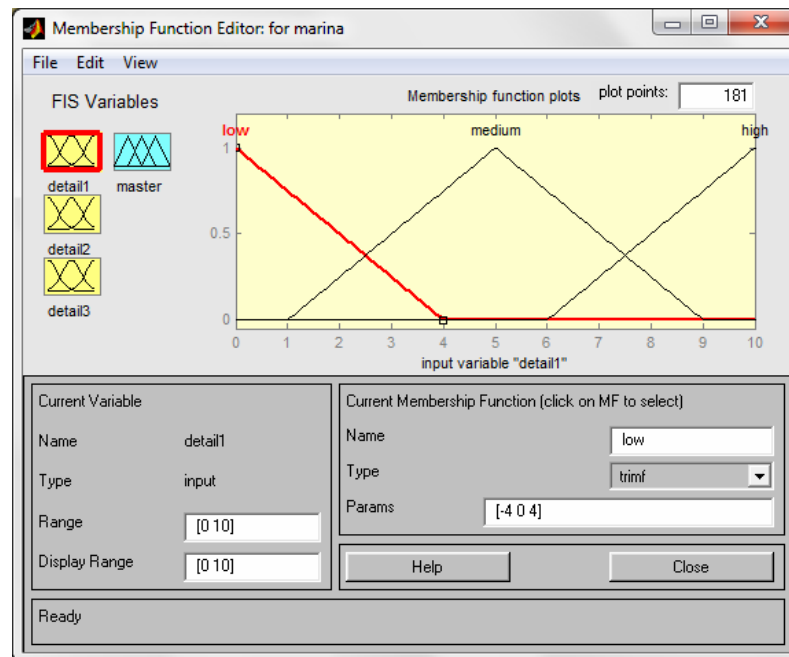 Membership Function Editor: for marina
File Edit View
FIS Variables
detail1
master
detail2
detail3
Membership function plots
plot points:
181
low
medium
high
1
0.5
0
0 1 2 3 4 5 6 7 8 9 10
input variable "detail1"
Current Variable
Name
detail1
Type
input
Range
[0 10]
Display Range
[0 10]
Current Membership Function (click on MF to select)
Name
low
Type
trimf
Params
[-4 0 4]
Help
Close
Ready